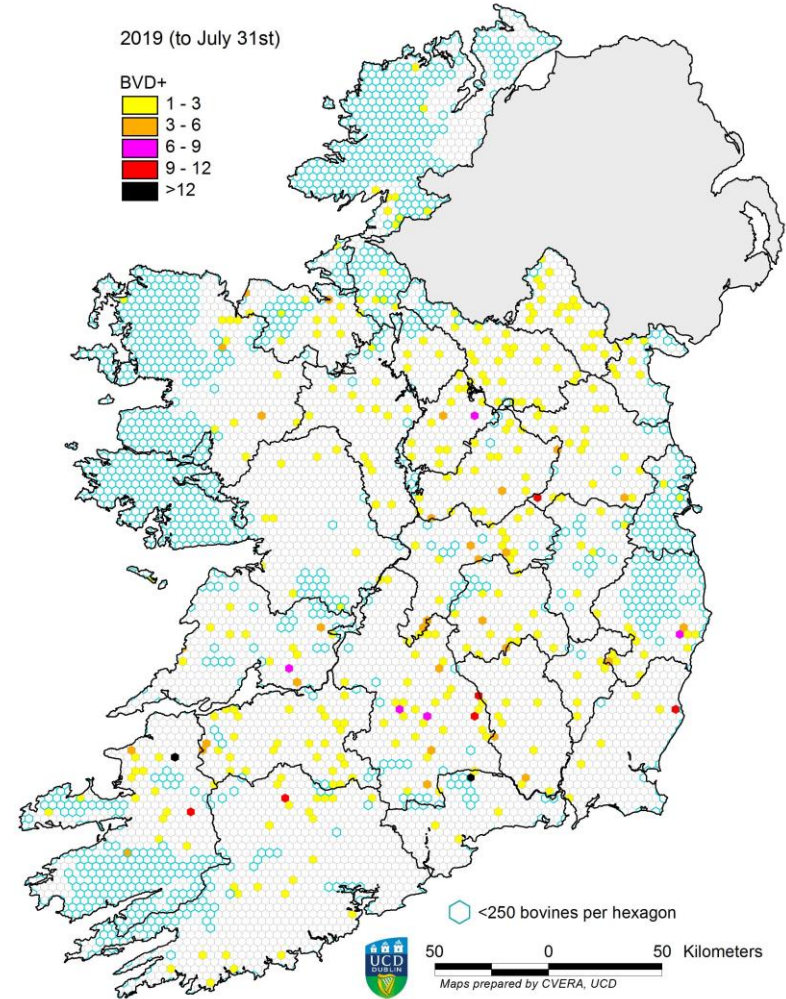 2019 (to July 31st)
BVD+
1 - 3
3 - 6
6 - 9
9 - 12
>12
<250 bovines per hexagon
UCD
DUBLIN
50 0 50 Kilometers
Maps prepared by CVERA, UCD